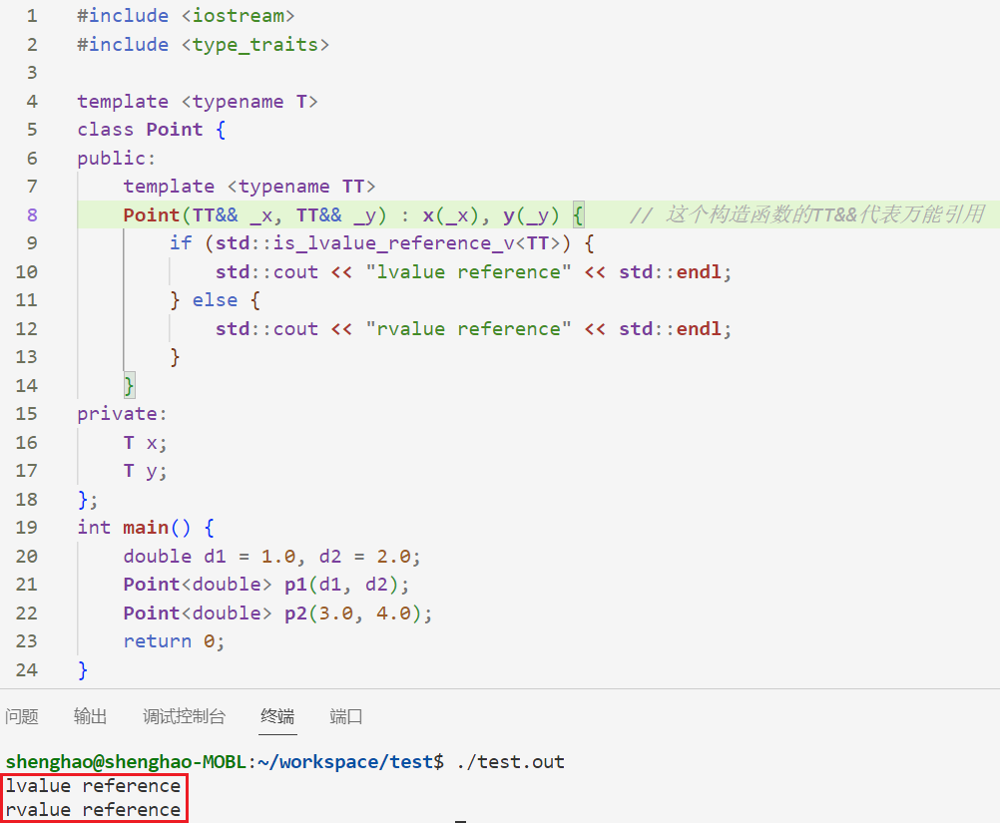 1 #include <iostream>
2 #include <type_traits>
3
4 template <typename T>
5 class Point {
6 public:
7     template <typename TT>
8     Point(TT&& _x, TT&& _y) : x(_x), y(_y) {    // 这个构造函数的TT&&代表万能引用
9         if (std::is_lvalue_reference_v<TT>) {
10             std::cout << "lvalue reference" << std::endl;
11         } else {
12             std::cout << "rvalue reference" << std::endl;
13         }
14     }
15 private:
16     T x;
17     T y;
18 };
19 int main() {
20     double d1 = 1.0, d2 = 2.0;
21     Point<double> p1(d1, d2);
22     Point<double> p2(3.0, 4.0);
23     return 0;
24 }
问题 输出 调试控制台 终端 端口
shenghao@shenghao-MOBL:~/workspace/test$ ./test.out
lvalue reference
rvalue reference